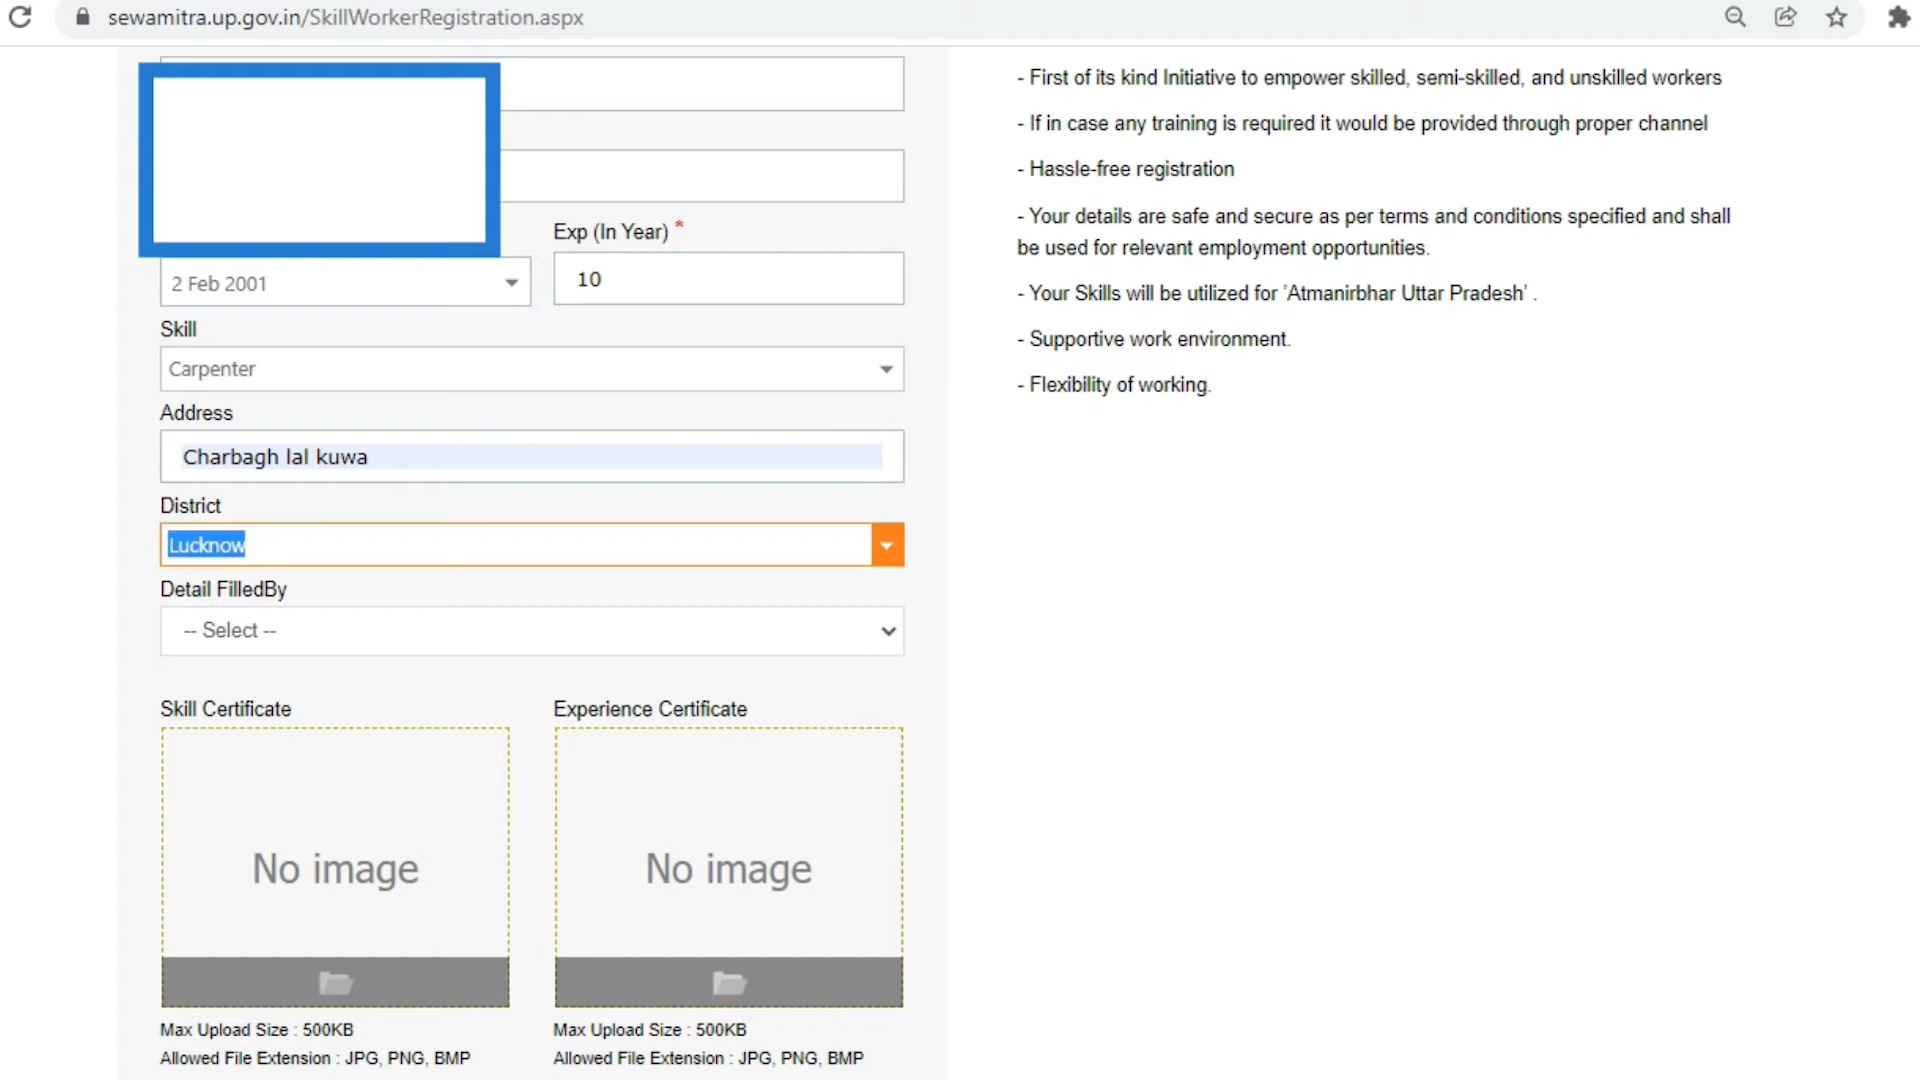 sewamitra.up.gov.in/SkillWorkerRegistration.aspx
- First of its kind Initiative to empower skilled, semi-skilled, and unskilled workers
- If in case any training is required it would be provided through proper channel
- Hassle-free registration
- Your details are safe and secure as per terms and conditions specified and shall
be used for relevant employment opportunities.
- Your Skills will be utilized for 'Atmanirbhar Uttar Pradesh' .
- Supportive work environment.
- Flexibility of working.
Exp (In Year) *
2 Feb 2001
10
Skill
Carpenter
Address
Charbagh lal kuwa
District
Lucknow
Detail FilledBy
-- Select --
Skill Certificate
Experience Certificate
No image
No image
Max Upload Size : 500KB
Max Upload Size : 500KB
Allowed File Extension : JPG, PNG, BMP
Allowed File Extension : JPG, PNG, BMP